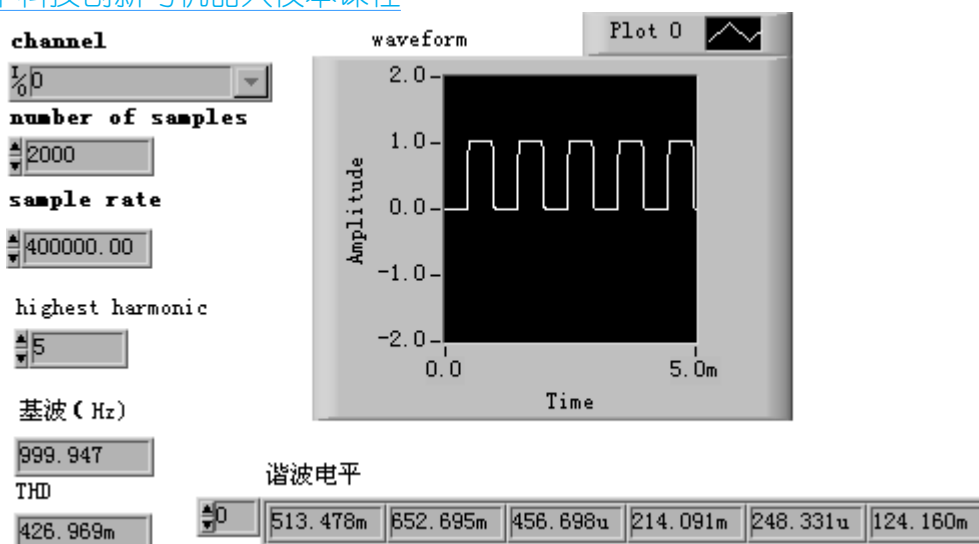 channel
waveform
Plot 0
0
number of samples
2000
sample rate
400000.00
highest harmonic
5
基波(Hz)
999.947
THD
426.969m
2.0
1.0
0.0
-1.0
-2.0
Amplitude
0.0
5.0m
Time
谐波电平
0
513.478m
652.695m
456.698u
214.091m
248.331u
124.160m